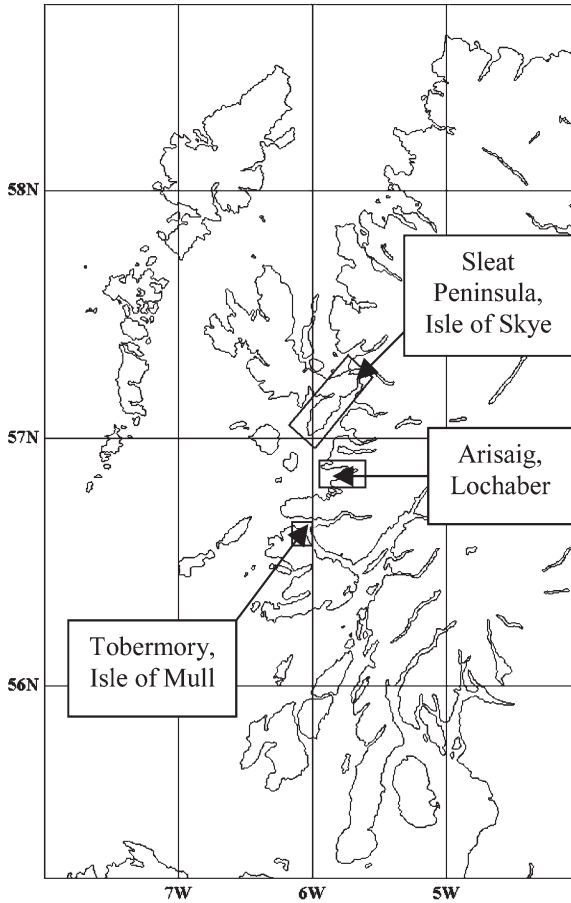 58N
Sleat
Peninsula,
Isle of Skye
57N
Arisaig,
Lochaber
Tobermory,
Isle of Mull
56N
7W
6W
5W